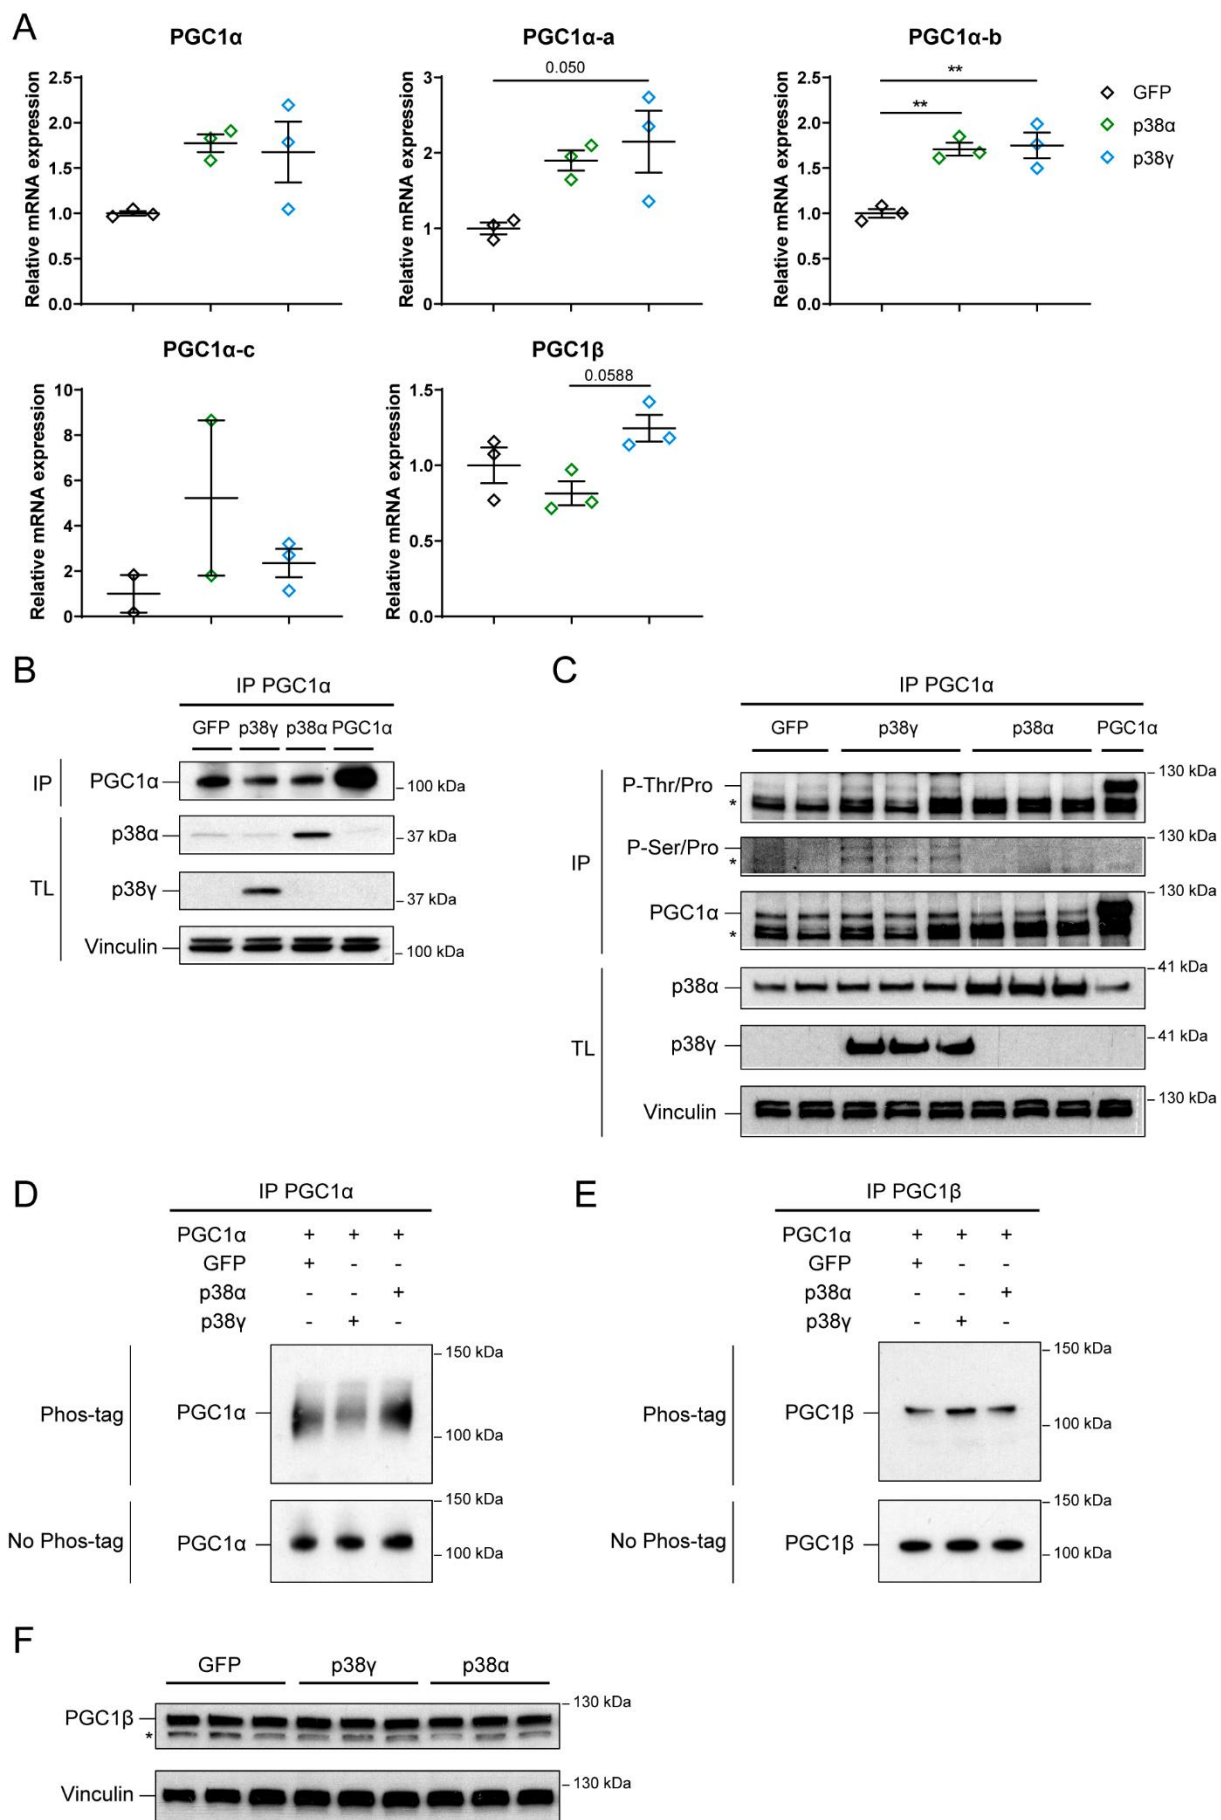 A
PGC1α
Relative mRNA expression
2.5
2.0
1.5
1.0
0.5
0.0
PGC1α-a
Relative mRNA expression
0.050
3
2
1
0
PGC1α-b
Relative mRNA expression
**
**
2.5
2.0
1.5
1.0
0.5
0.0
GFP
p38α
p38γ
PGC1α-c
Relative mRNA expression
10
8
6
4
2
0
PGC1β
Relative mRNA expression
0.0588
1.5
1.0
0.5
0.0
B
IP PGC1α
GFP p38γ p38α PGC1α
IP
PGC1α
100 kDa
TL
p38α
37 kDa
p38γ
37 kDa
Vinculin
100 kDa
C
IP PGC1α
GFP p38γ p38α PGC1α
IP
P-Thr/Pro
130 kDa
*
P-Ser/Pro
130 kDa
*
PGC1α
130 kDa
*
TL
p38α
41 kDa
p38γ
41 kDa
Vinculin
130 kDa
D
IP PGC1α
PGC1α + + +
GFP + - -
p38α - - +
p38γ - + -
Phos-tag
PGC1α
150 kDa
100 kDa
No Phos-tag
PGC1α
150 kDa
100 kDa
E
IP PGC1β
PGC1α + + +
GFP + - -
p38α - - +
p38γ - + -
Phos-tag
PGC1β
150 kDa
100 kDa
No Phos-tag
PGC1β
150 kDa
100 kDa
F
GFP p38γ p38α
PGC1β
130 kDa
*
Vinculin
130 kDa